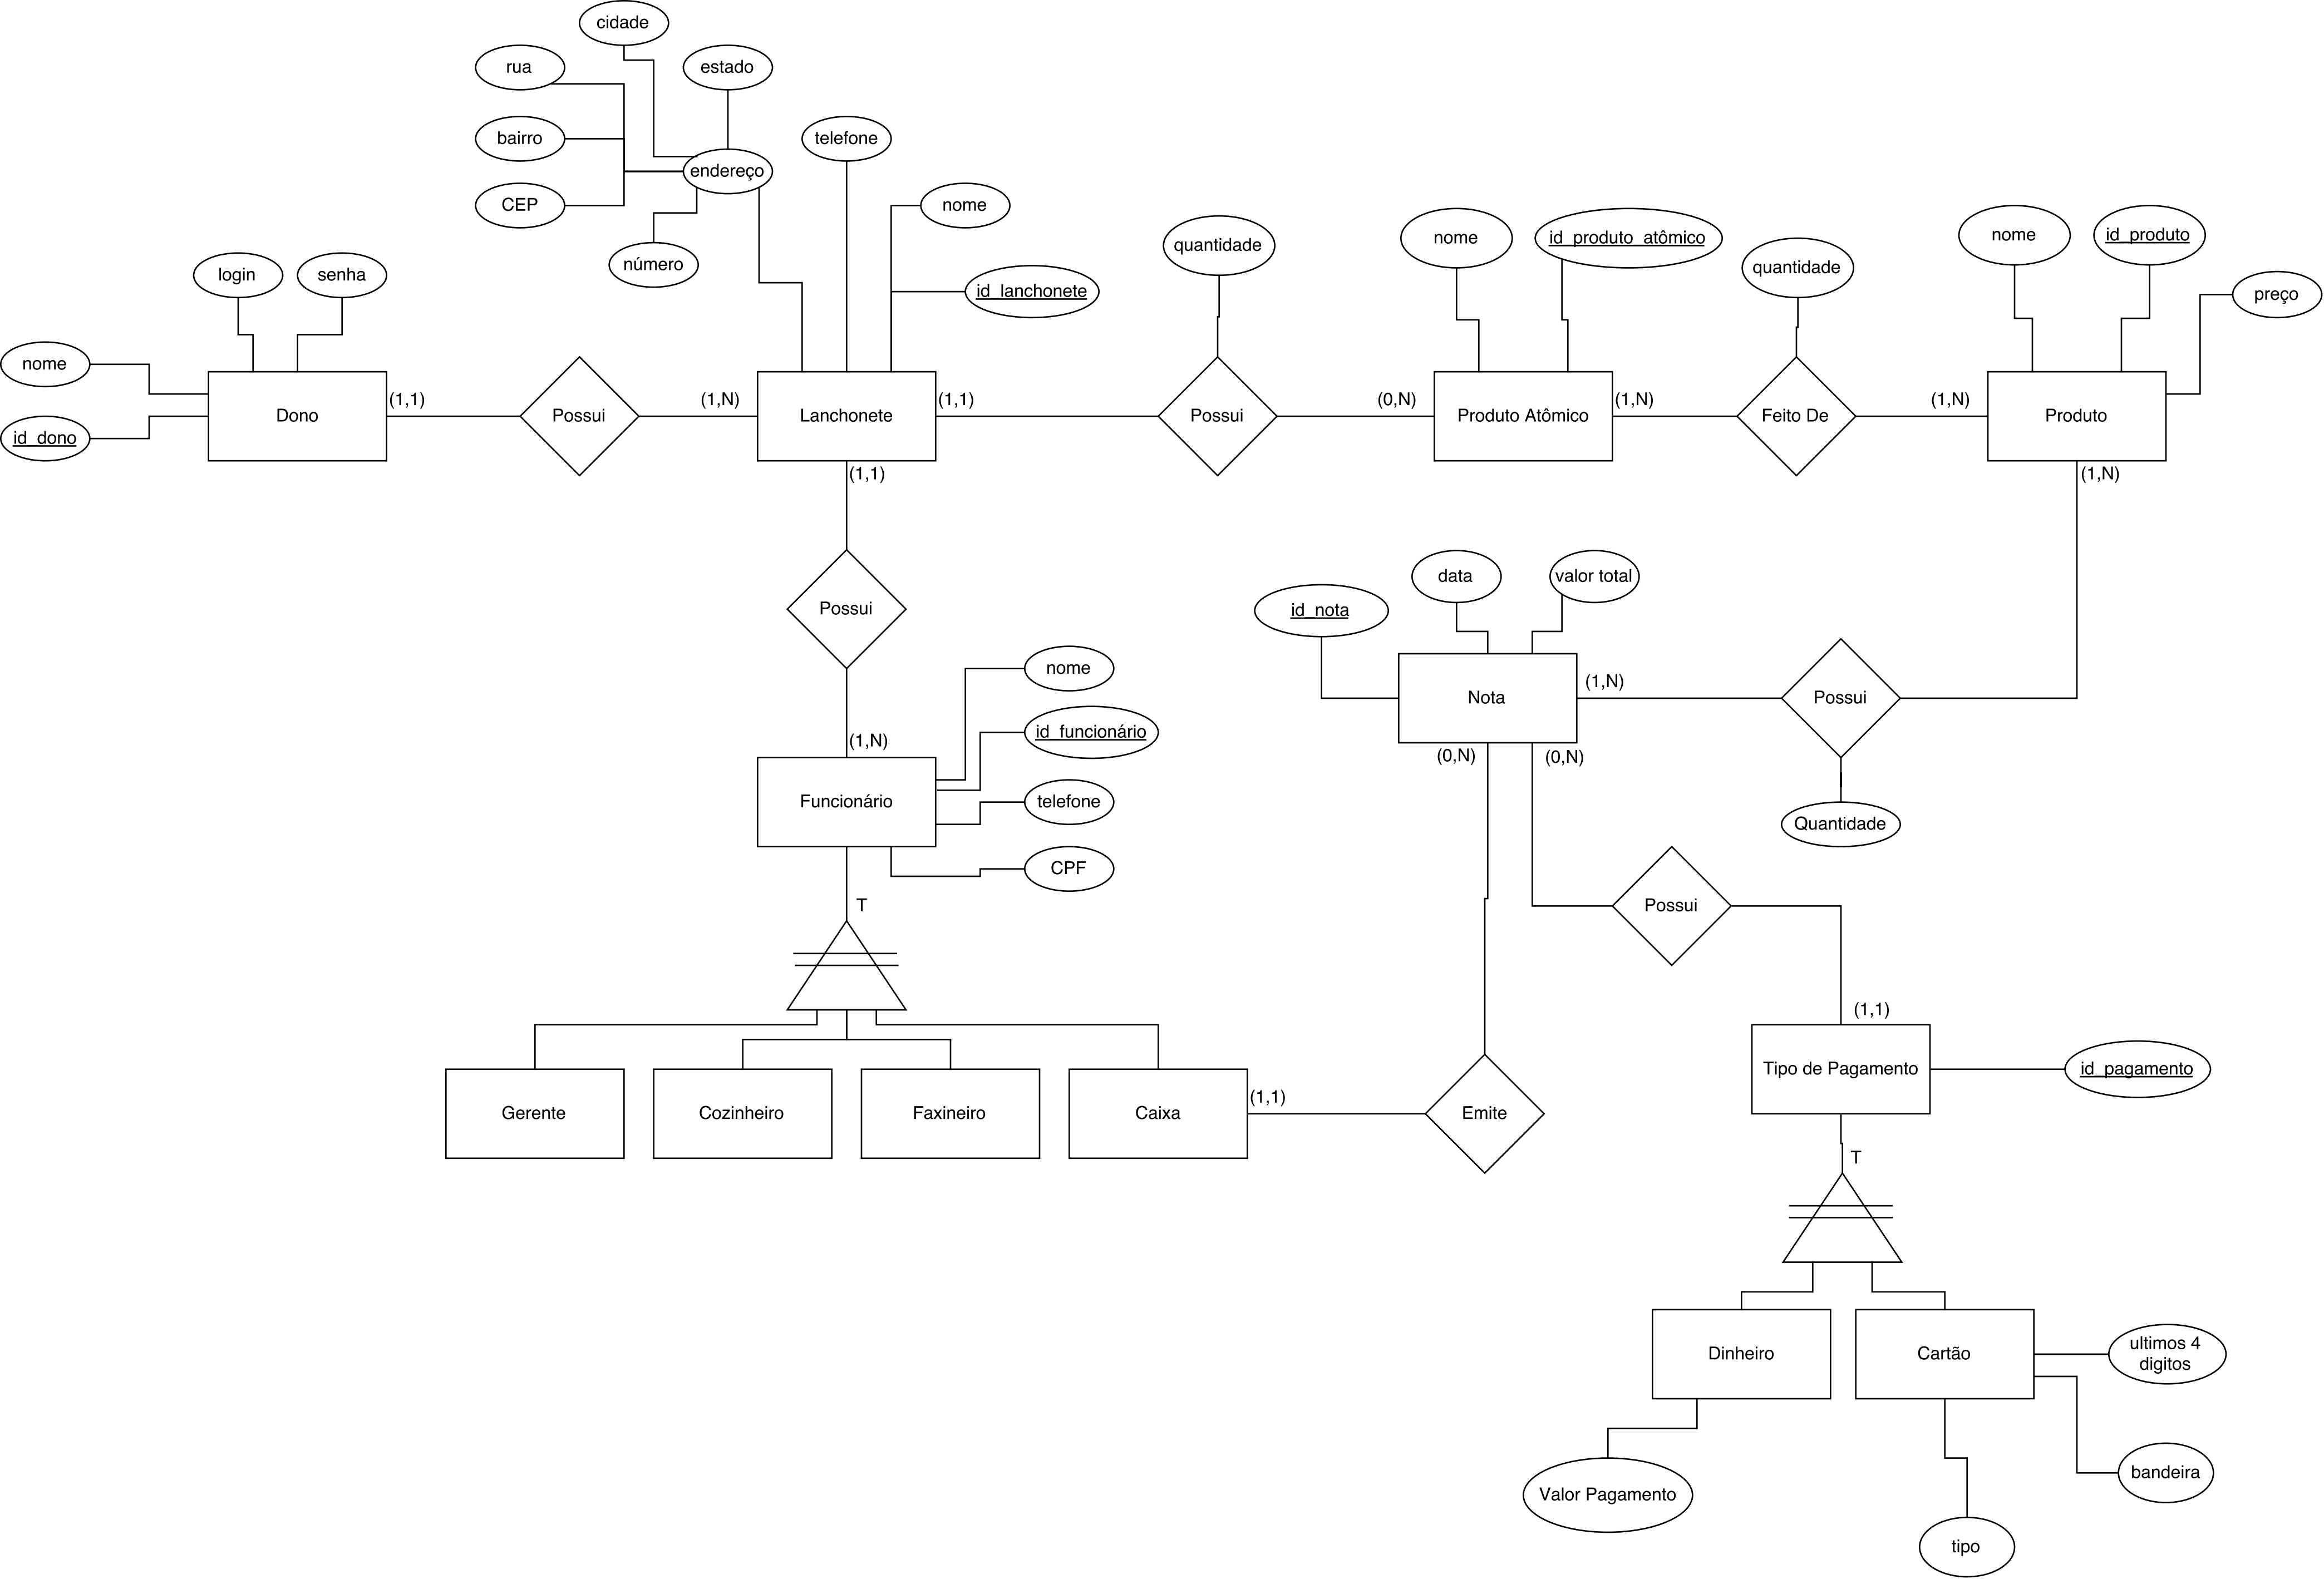 cidade
rua
estado
bairro
telefone
endereço
CEP
nome
número
login
senha
id_lanchonete
quantidade
nome
id_produto_atômico
quantidade
nome
id_produto
preço
nome
id_dono
Dono
(1,1)
Possui
(1,N)
Lanchonete
(1,1)
Possui
(0,N)
Produto Atômico
(1,N)
Feito De
(1,N)
Produto
(1,1)
(1,N)
Possui
data
valor total
id_nota
Nota
(1,N)
Possui
nome
id_funcionário
(1,N)
(0,N)
(0,N)
Funcionário
telefone
Quantidade
CPF
T
Possui
(1,1)
Gerente
Cozinheiro
Faxineiro
Caixa
(1,1)
Emite
Tipo de Pagamento
id_pagamento
T
Dinheiro
Cartão
ultimos 4
digitos
bandeira
Valor Pagamento
tipo